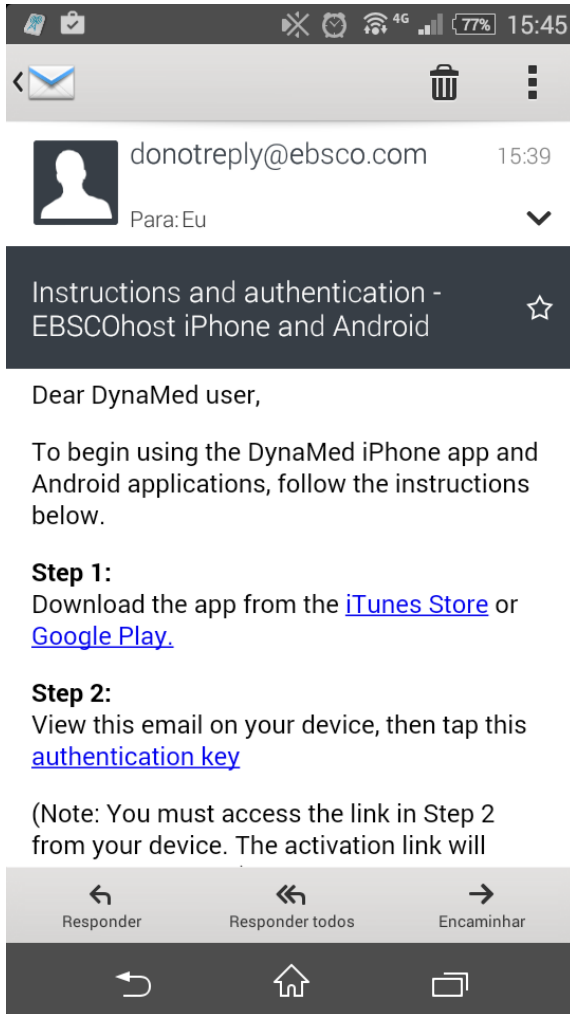 4G 77% 15:45
donotreply@ebsco.com 15:39
Para: Eu
Instructions and authentication -
EBSCOhost iPhone and Android
Dear DynaMed user,
To begin using the DynaMed iPhone app and
Android applications, follow the instructions
below.
Step 1:
Download the app from the iTunes Store or
Google Play.
Step 2:
View this email on your device, then tap this
authentication key
(Note: You must access the link in Step 2
from your device. The activation link will
Responder Responder todos Encaminhar